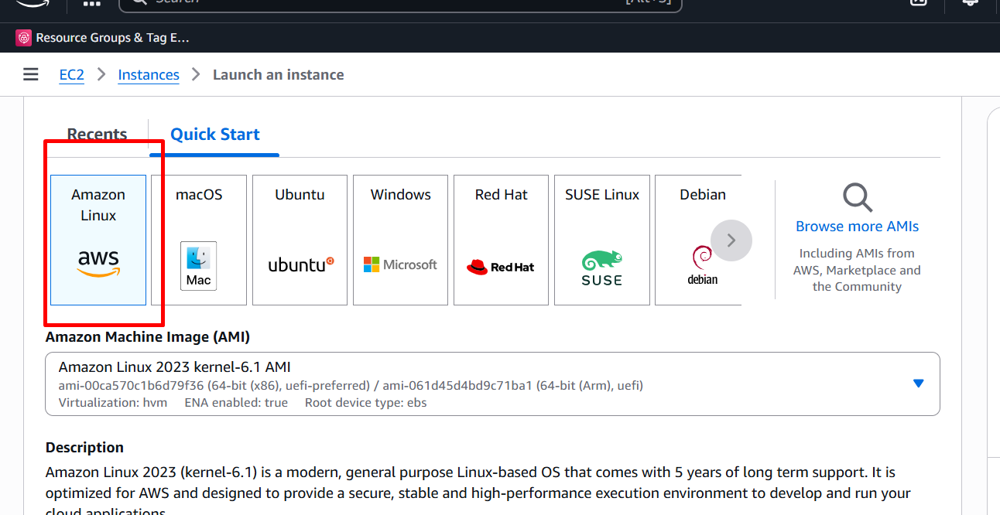 Search
[Alt+S]
Resource Groups & Tag E...
EC2 > Instances > Launch an instance
Recents
Quick Start
Amazon
Linux
aws
macOS
Mac
Ubuntu
ubuntu
Windows
Microsoft
Red Hat
Red Hat
SUSE Linux
SUSE
Debian
debian
Browse more AMIs
Including AMIs from
AWS, Marketplace and
the Community
Amazon Machine Image (AMI)
Amazon Linux 2023 kernel-6.1 AMI
ami-00ca570c1b6d79f36 (64-bit (x86), uefi-preferred) / ami-061d45d4bd9c71ba1 (64-bit (Arm), uefi)
Virtualization: hvm ENA enabled: true Root device type: ebs
Description
Amazon Linux 2023 (kernel-6.1) is a modern, general purpose Linux-based OS that comes with 5 years of long term support. It is
optimized for AWS and designed to provide a secure, stable and high-performance execution environment to develop and run your
cloud applications.